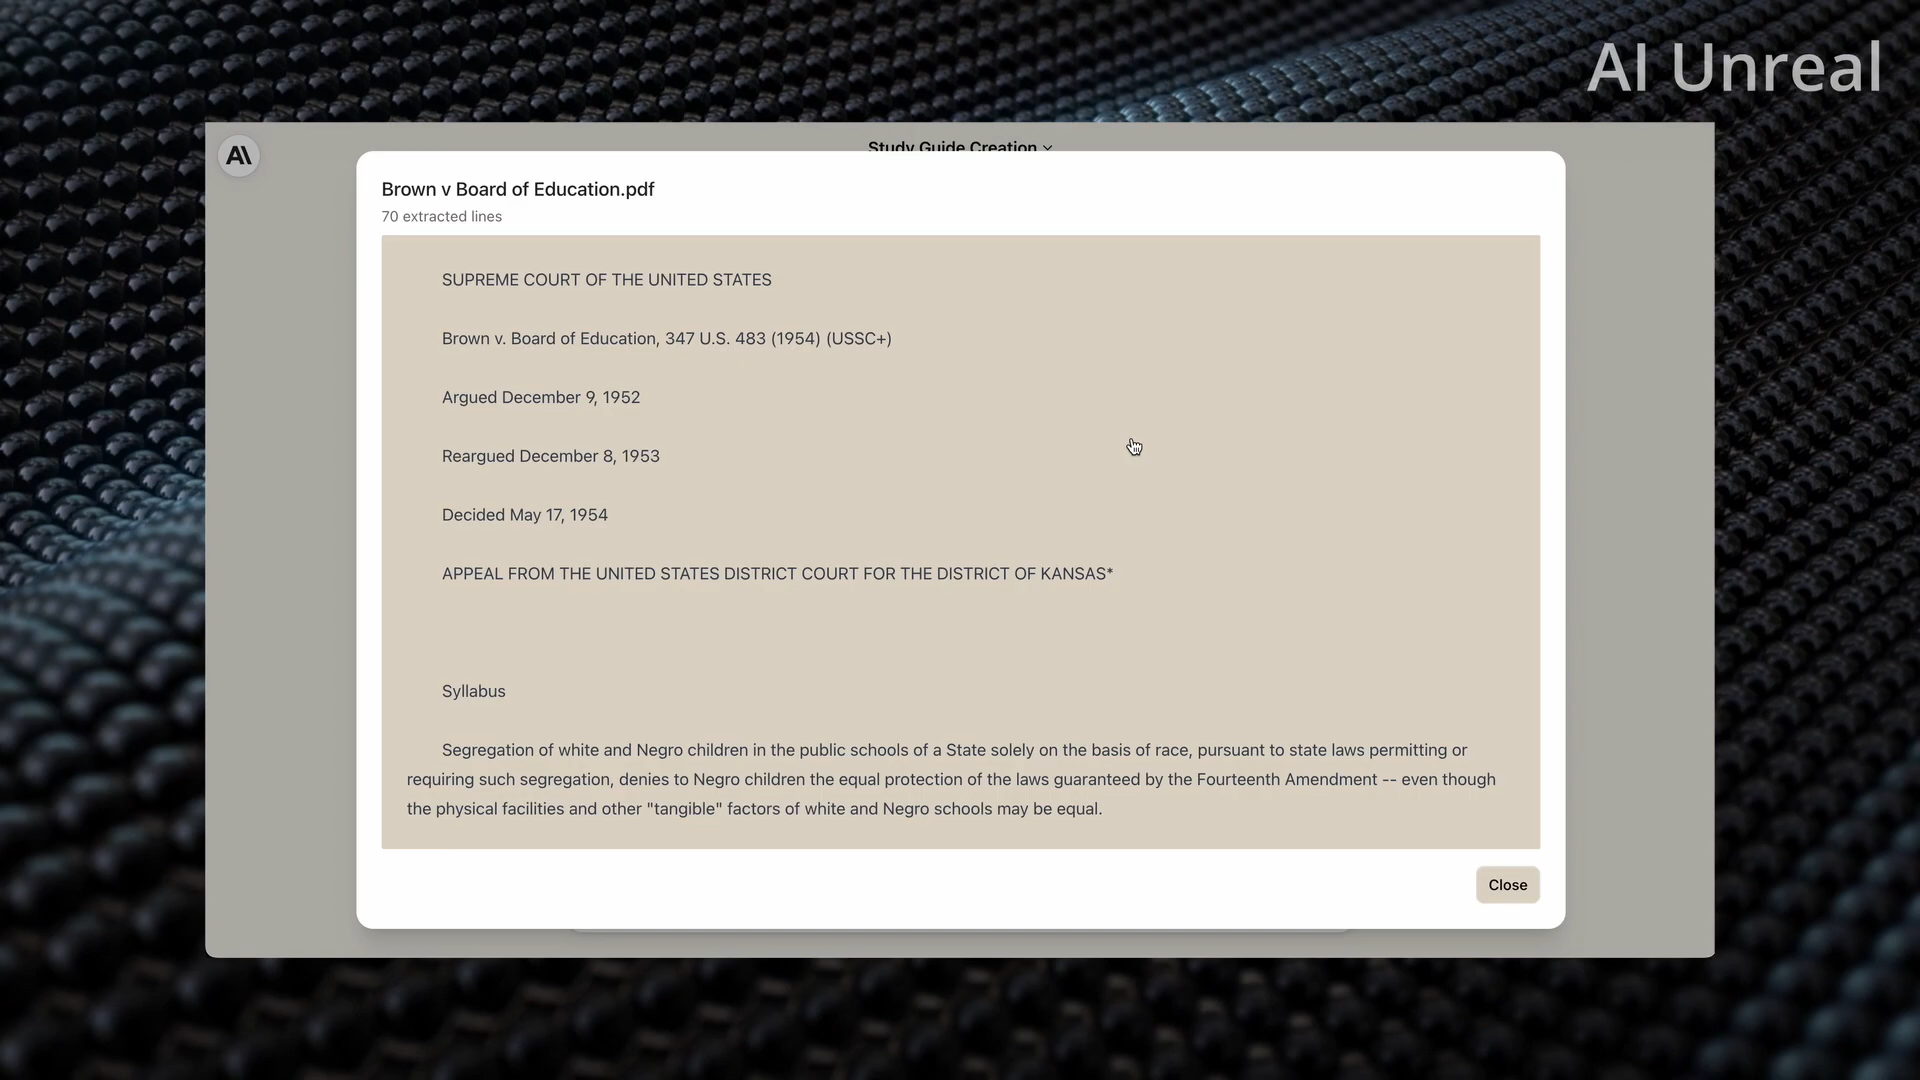 AI Unreal
A\
Study Guide Creation
Brown v Board of Education.pdf
70 extracted lines
SUPREME COURT OF THE UNITED STATES
Brown v. Board of Education, 347 U.S. 483 (1954) (USSC+)
Argued December 9, 1952
Reargued December 8, 1953
Decided May 17, 1954
APPEAL FROM THE UNITED STATES DISTRICT COURT FOR THE DISTRICT OF KANSAS*
Syllabus
Segregation of white and Negro children in the public schools of a State solely on the basis of race, pursuant to state laws permitting or
requiring such segregation, denies to Negro children the equal protection of the laws guaranteed by the Fourteenth Amendment -- even though
the physical facilities and other "tangible" factors of white and Negro schools may be equal.
Close